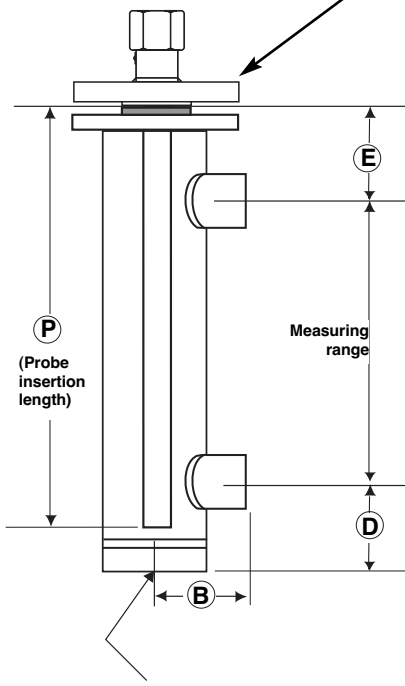 E
P
(Probe
insertion
length)
Measuring
range
D
B